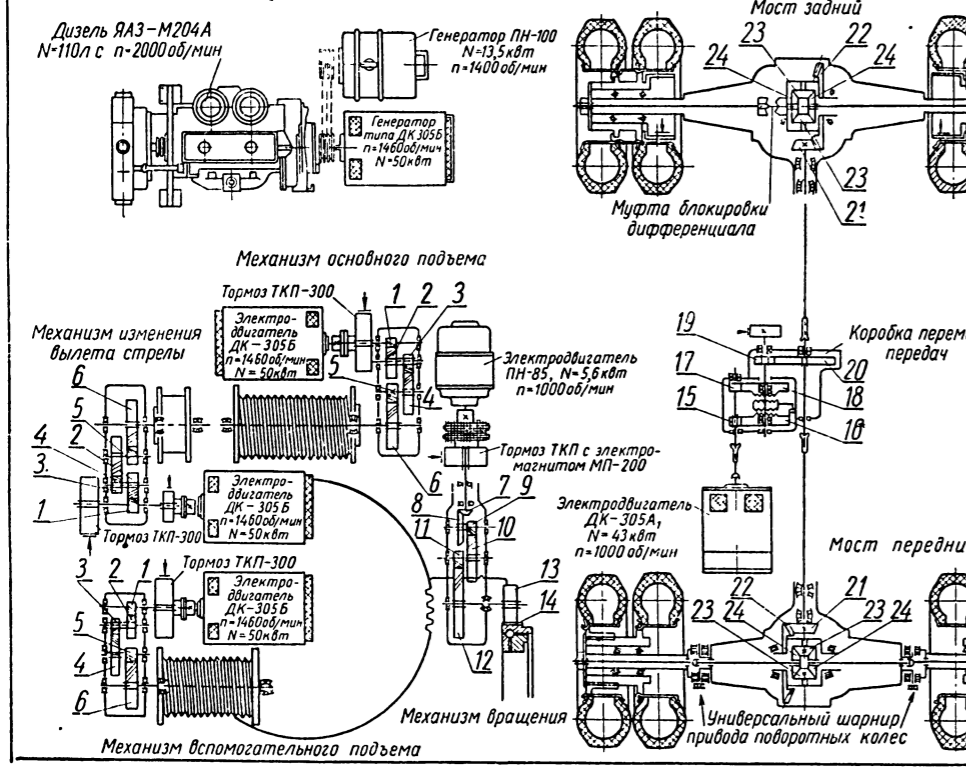 Дизель ЯАЗ-М204А
N=110л с n=2000об/мин
Генератор ПН-100
N=13,5квт
n=1400об/мин
Генератор
типа ДК 305Б
n=1460об/мин
N=50квт
Мост задний
23
22
24
24
23
21
Муфта блокировки
дифференциала
Механизм основного подъема
Тормоз ТКП-300
1
2
3
Электро-
двигатель
ДК-305Б
n=1460об/мин
N=50квт
5
4
6
Электродвигатель
ПН-85, N=5,6квт
n=1000об/мин
Тормоз ТКП с электро-
магнитом МП-200
Механизм изменения
вылета стрелы
6
5
2
4
3
1
Электро-
двигатель
ДК-305Б
n=1460об/мин
N=50квт
Тормоз ТКП-300
Тормоз ТКП-300
3
2
1
5
4
6
Электро-
двигатель
ДК-305Б
n=1460об/мин
N=50квт
Механизм вспомогательного подъема
7
9
8
11
10
13
14
12
Механизм вращения
19
Коробка перем
передач
17
20
18
15
16
Электродвигатель
ДК-305А,
N=43квт
n=1000об/мин
Мост передни
22
21
23
24
23
24
Универсальный шарнир
привода поворотных колес